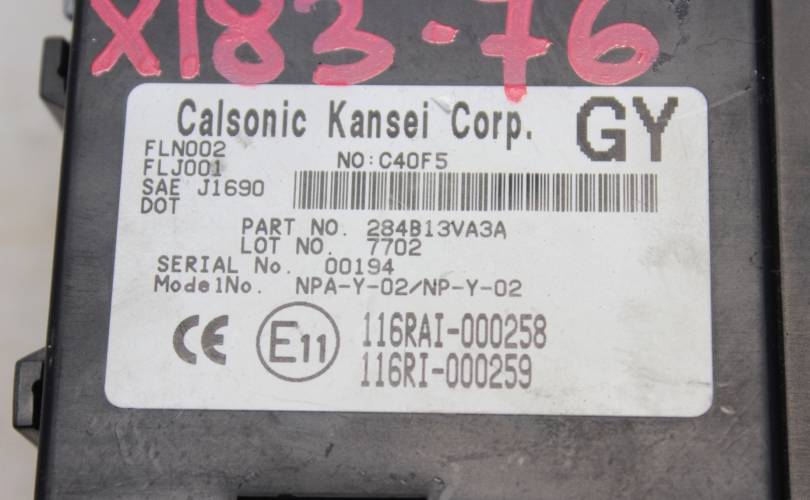 X183-76
Calsonic Kansei Corp. GY
FLN002
FLJ001 NO:C40F5
SAE J1690
DOT
PART NO. 284B13VA3A
LOT NO. 7702
SERIAL No. 00194
ModelNo. NPA-Y-02/NP-Y-02
CE E11 116RAI-000258
116RI-000259